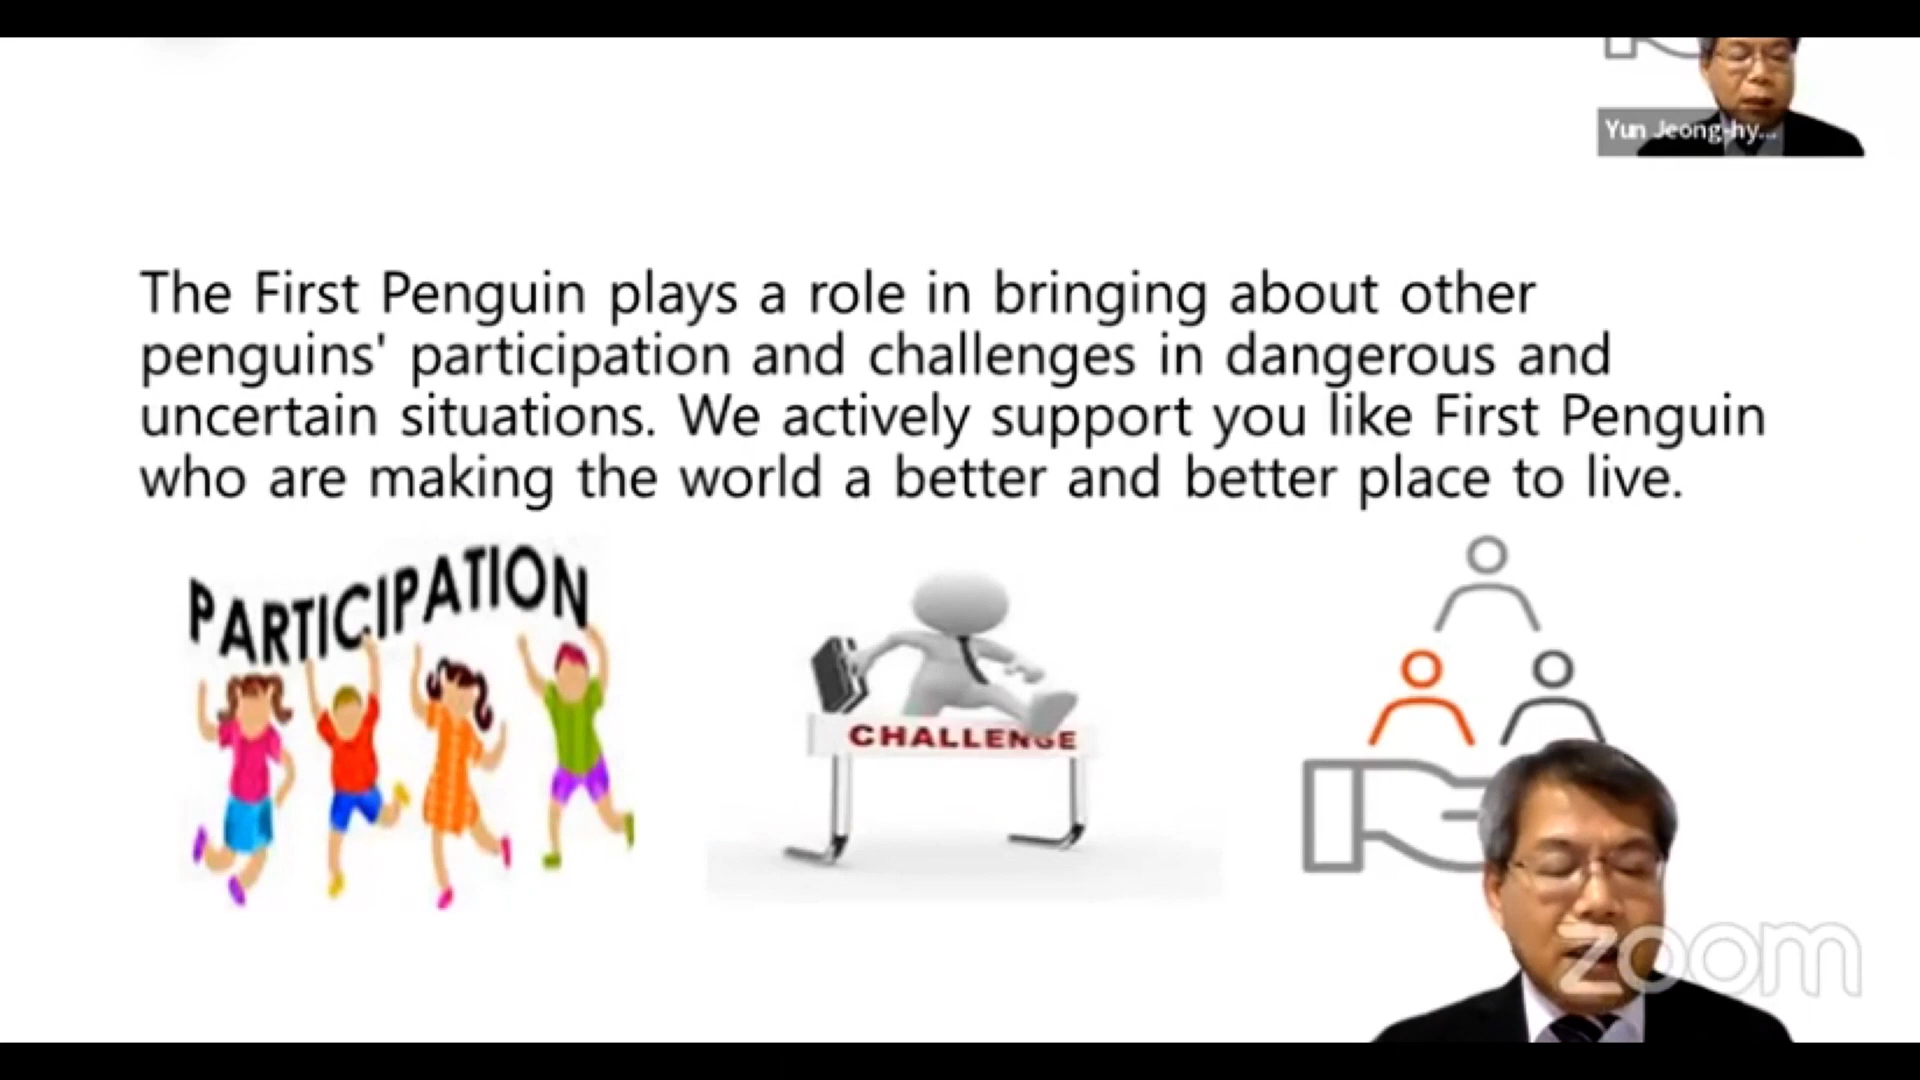 Yun Jeong-hy...
The First Penguin plays a role in bringing about other
penguins' participation and challenges in dangerous and
uncertain situations. We actively support you like First Penguin
who are making the world a better and better place to live.
PARTICIPATION
CHALLENGE
zoom